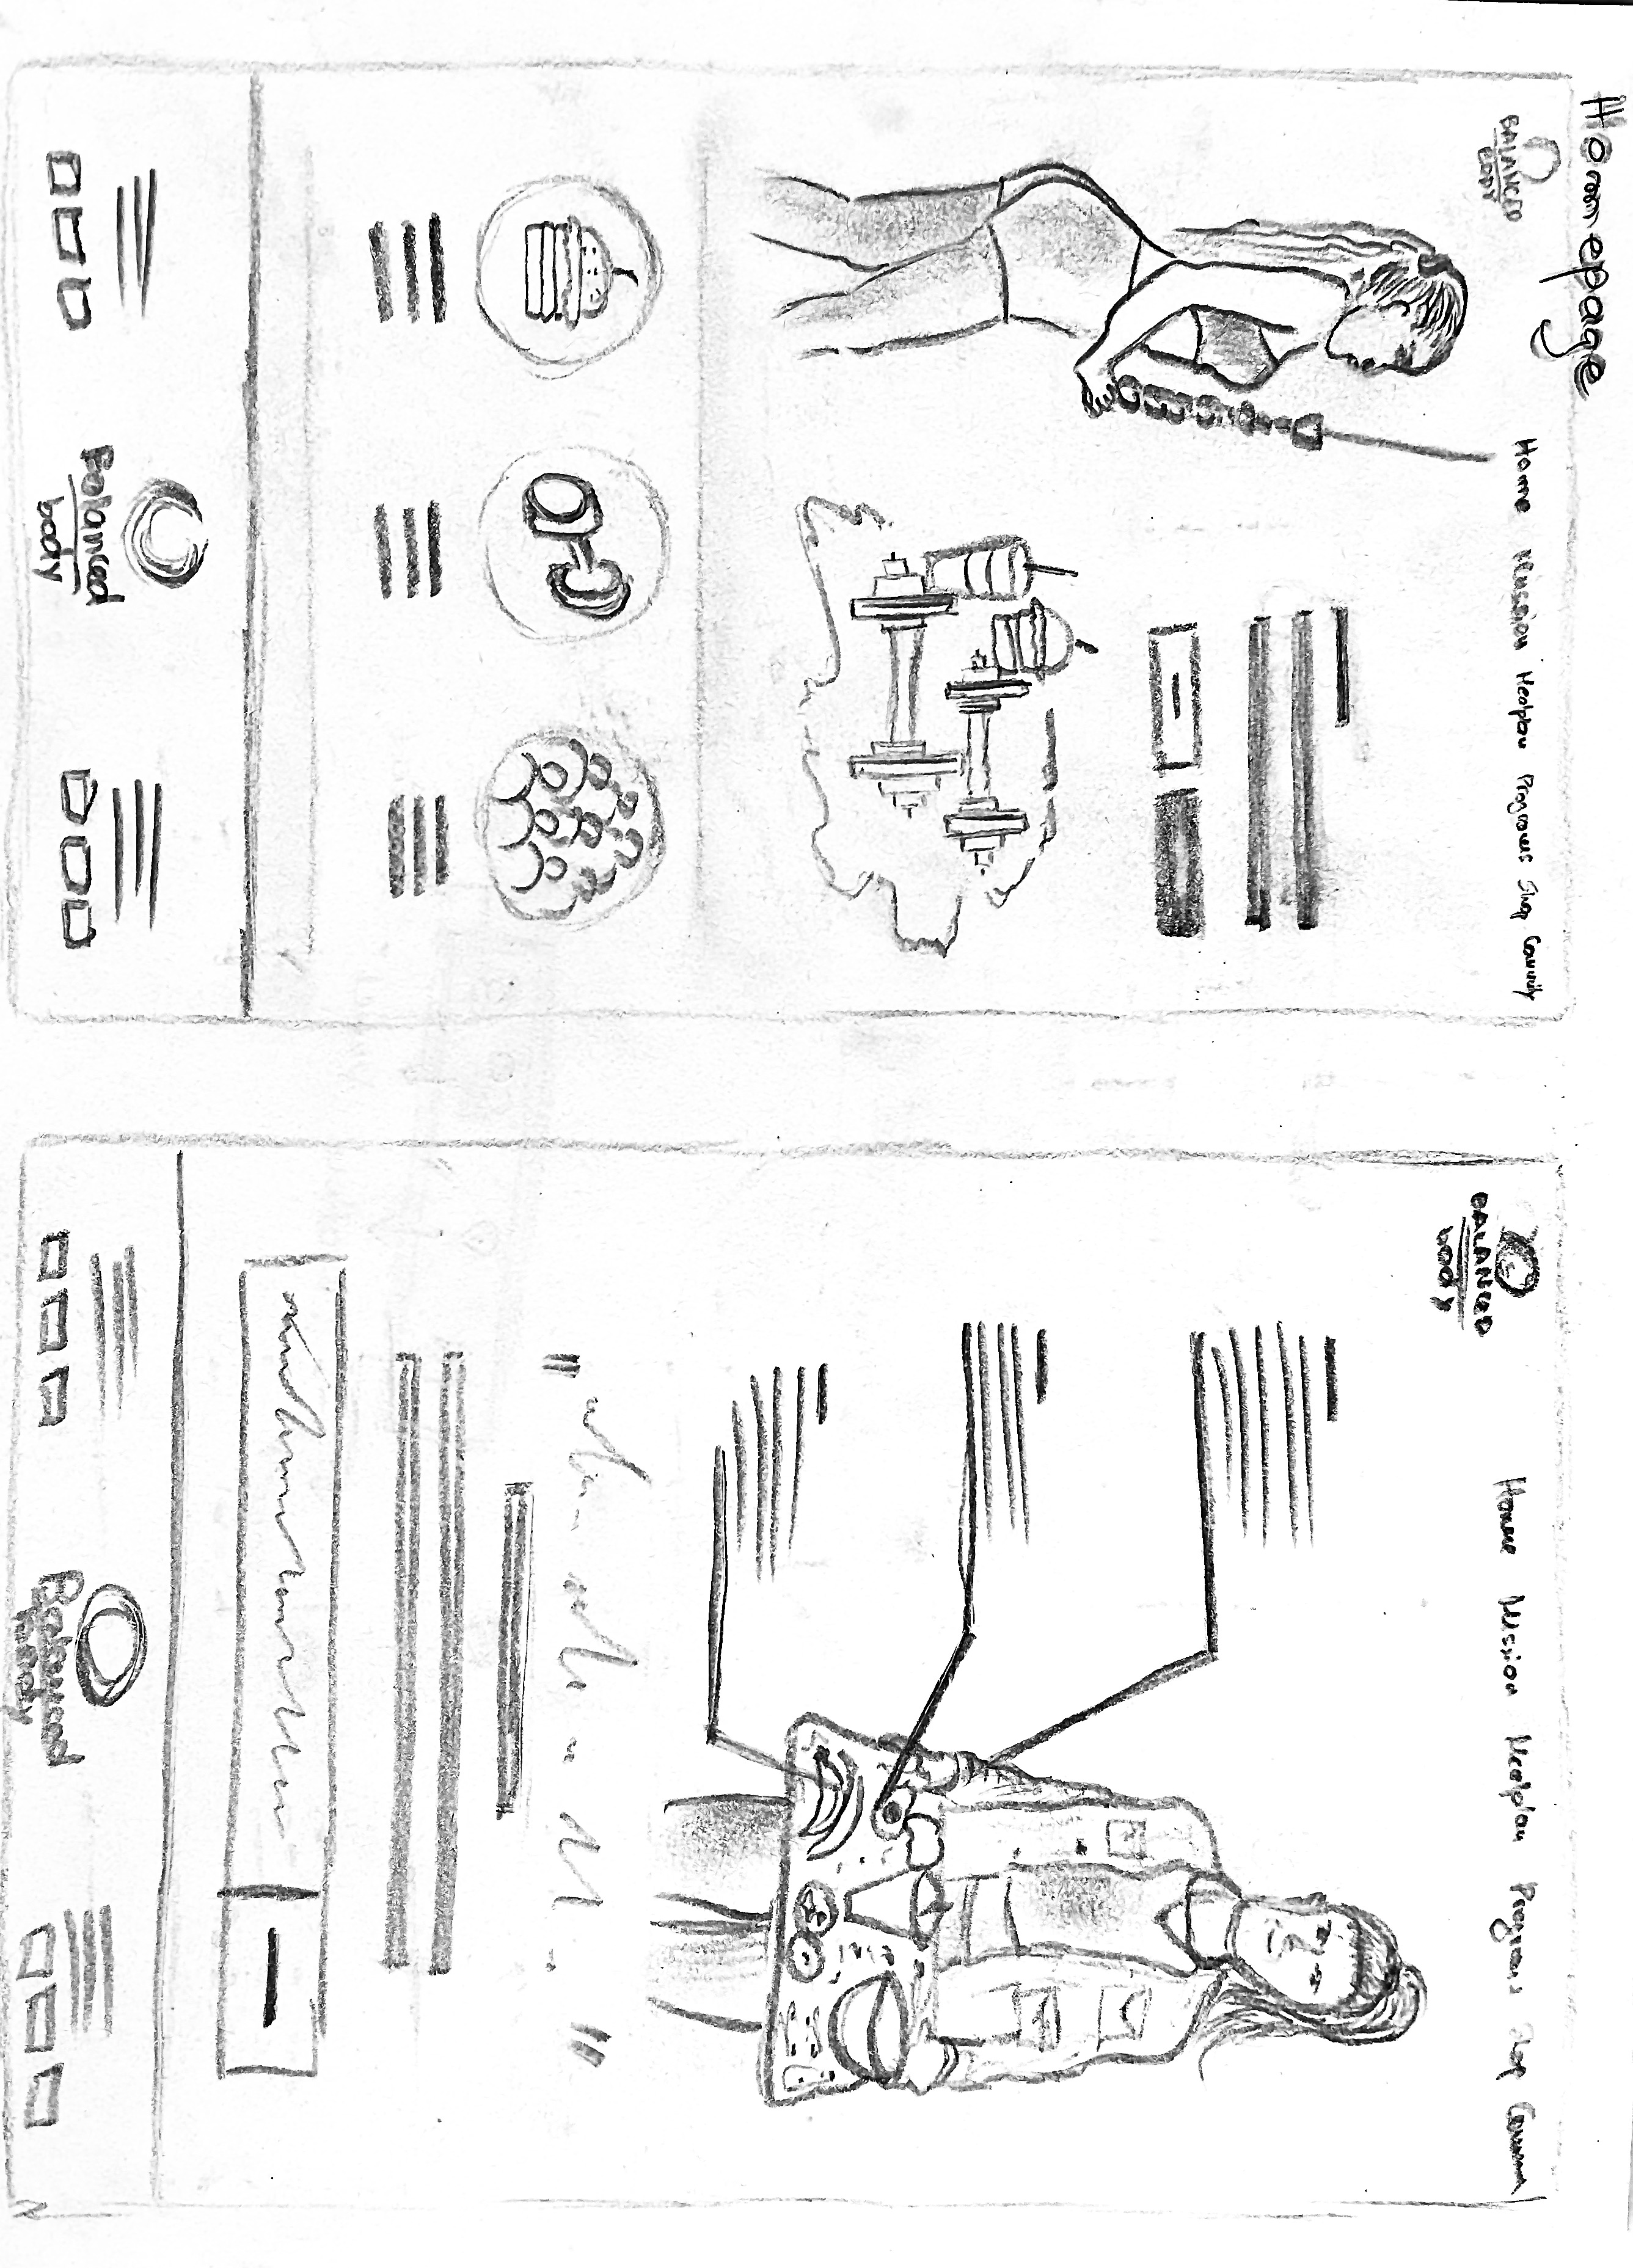 Homepage
BALANCED
BODY
Home Mission Mealplan Programs Shop Community
Balanced
body
BALANCED
body
Home Mission Mealplan Programs Shop
Balanced
body